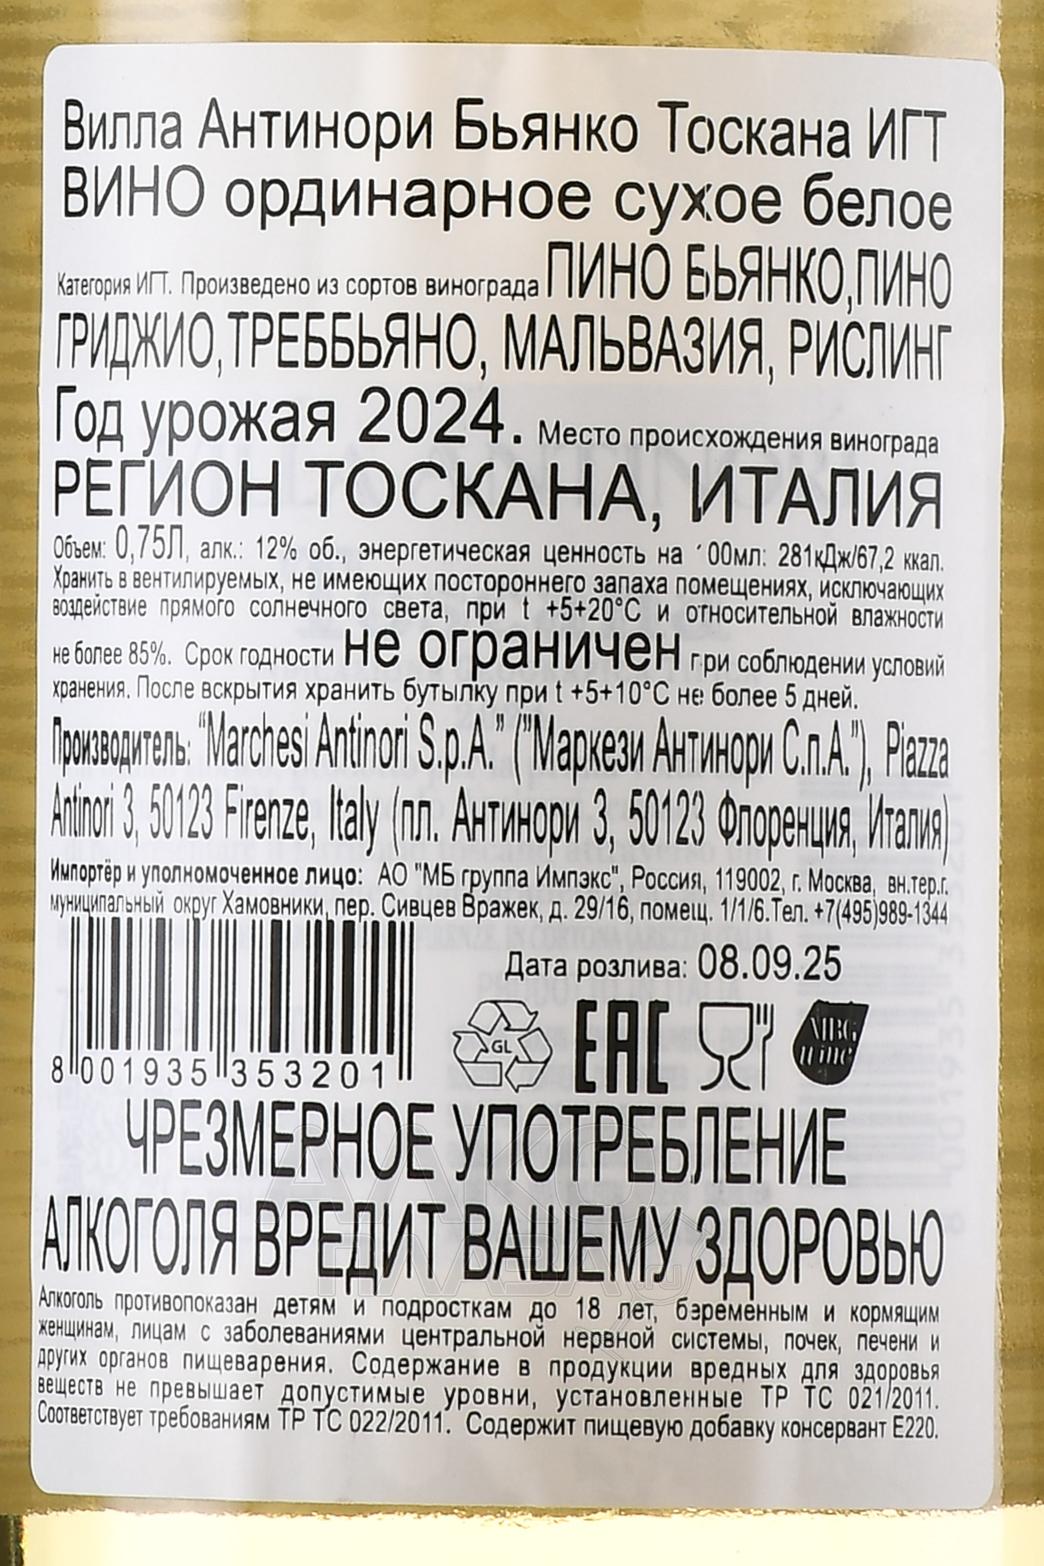 Вилла Антинори Бьянко Тоскана ИГТ
ВИНО ординарное сухое белое
Категория ИГТ. Произведено из сортов винограда ПИНО БЬЯНКО,ПИНО
ГРИДЖИО,ТРЕББЬЯНО, МАЛЬВАЗИЯ, РИСЛИНГ
Год урожая 2024. Место происхождения винограда
РЕГИОН ТОСКАНА, ИТАЛИЯ
Объем: 0,75Л, алк.: 12% об., энергетическая ценность на 100мл: 281кДж/67,2 ккал.
Хранить в вентилируемых, не имеющих постороннего запаха помещениях, исключающих
воздействие прямого солнечного света, при t +5+20°С и относительной влажности
не более 85%. Срок годности не ограничен при соблюдении условий
хранения. После вскрытия хранить бутылку при t +5+10°С не более 5 дней.
Производитель: "Marchesi Antinori S.p.A." ("Маркези Антинори С.п.А."), Piazza
Antinori 3, 50123 Firenze, Italy (пл. Антинори 3, 50123 Флоренция, Италия)
Импортёр и уполномоченное лицо: АО "МБ группа Импэкс", Россия, 119002, г. Москва, вн.тер.г.
муниципальный округ Хамовники, пер. Сивцев Вражек, д. 29/16, помещ. 1/1/6.Тел. +7(495)989-1344
Дата розлива: 08.09.25
GL
EAC
MBG
wine
8 001935 353201
ЧРЕЗМЕРНОЕ УПОТРЕБЛЕНИЕ
АЛКОГОЛЯ ВРЕДИТ ВАШЕМУ ЗДОРОВЬЮ
Алкоголь противопоказан детям и подросткам до 18 лет, беременным и кормящим
женщинам, лицам с заболеваниями центральной нервной системы, почек, печени и
других органов пищеварения. Содержание в продукции вредных для здоровья
веществ не превышает допустимые уровни, установленные ТР ТС 021/2011.
Соответствует требованиям ТР ТС 022/2011. Содержит пищевую добавку консервант Е220.